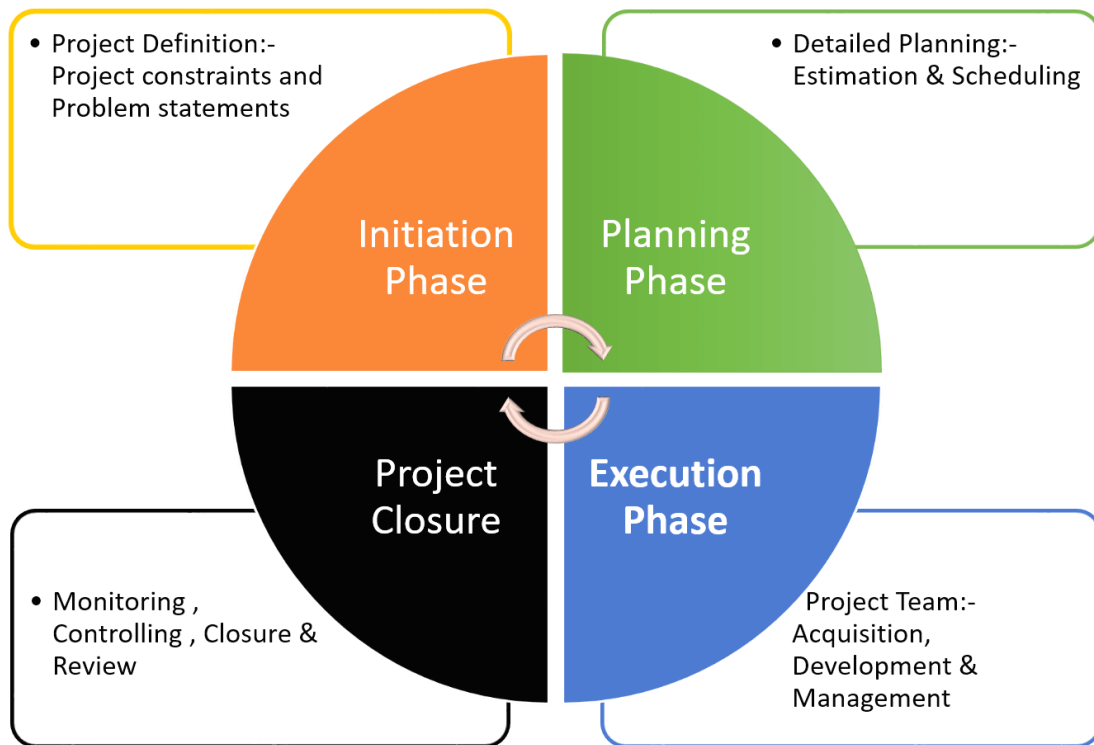 • Project Definition:-
Project constraints and
Problem statements
• Detailed Planning:-
Estimation & Scheduling
Initiation
Phase
Planning
Phase
Project
Closure
Execution
Phase
• Monitoring ,
Controlling , Closure &
Review
Project Team:-
Acquisition,
Development &
Management